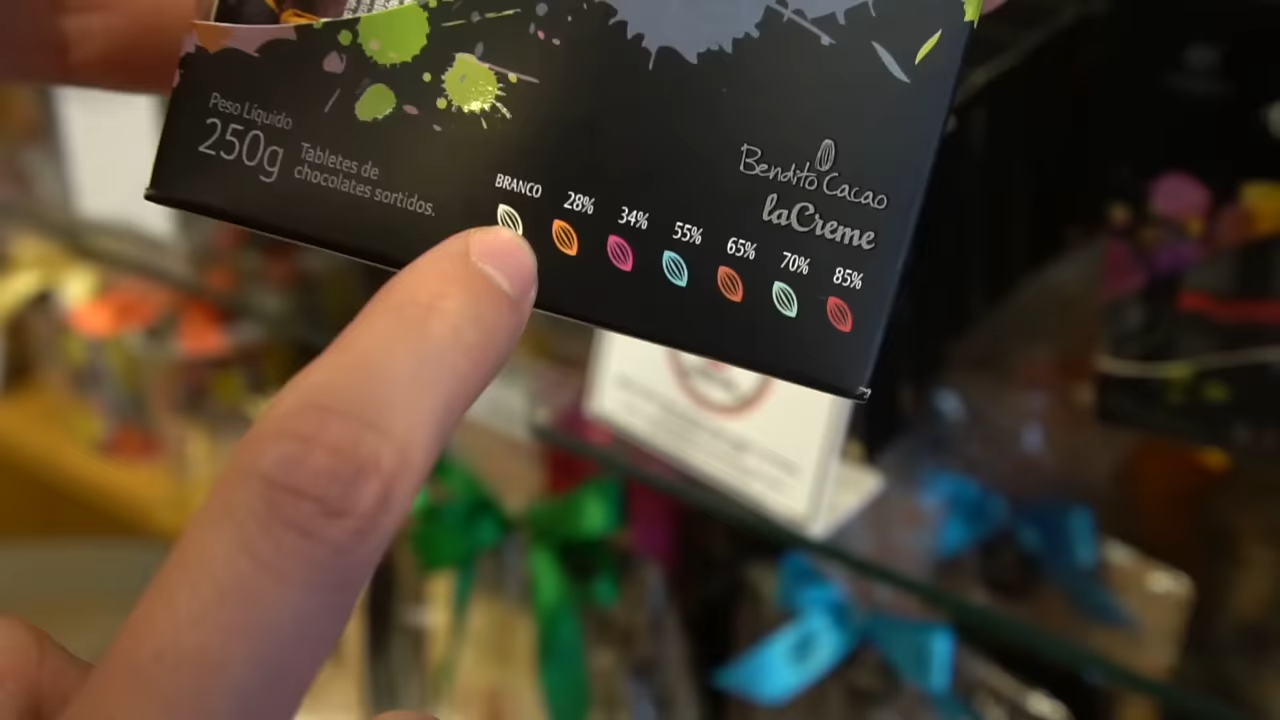 Peso Líquido
250g
Tabletes de
chocolates sortidos.
BRANCO
28%
34%
55%
65%
70%
85%
Bendito Cacao
laCreme